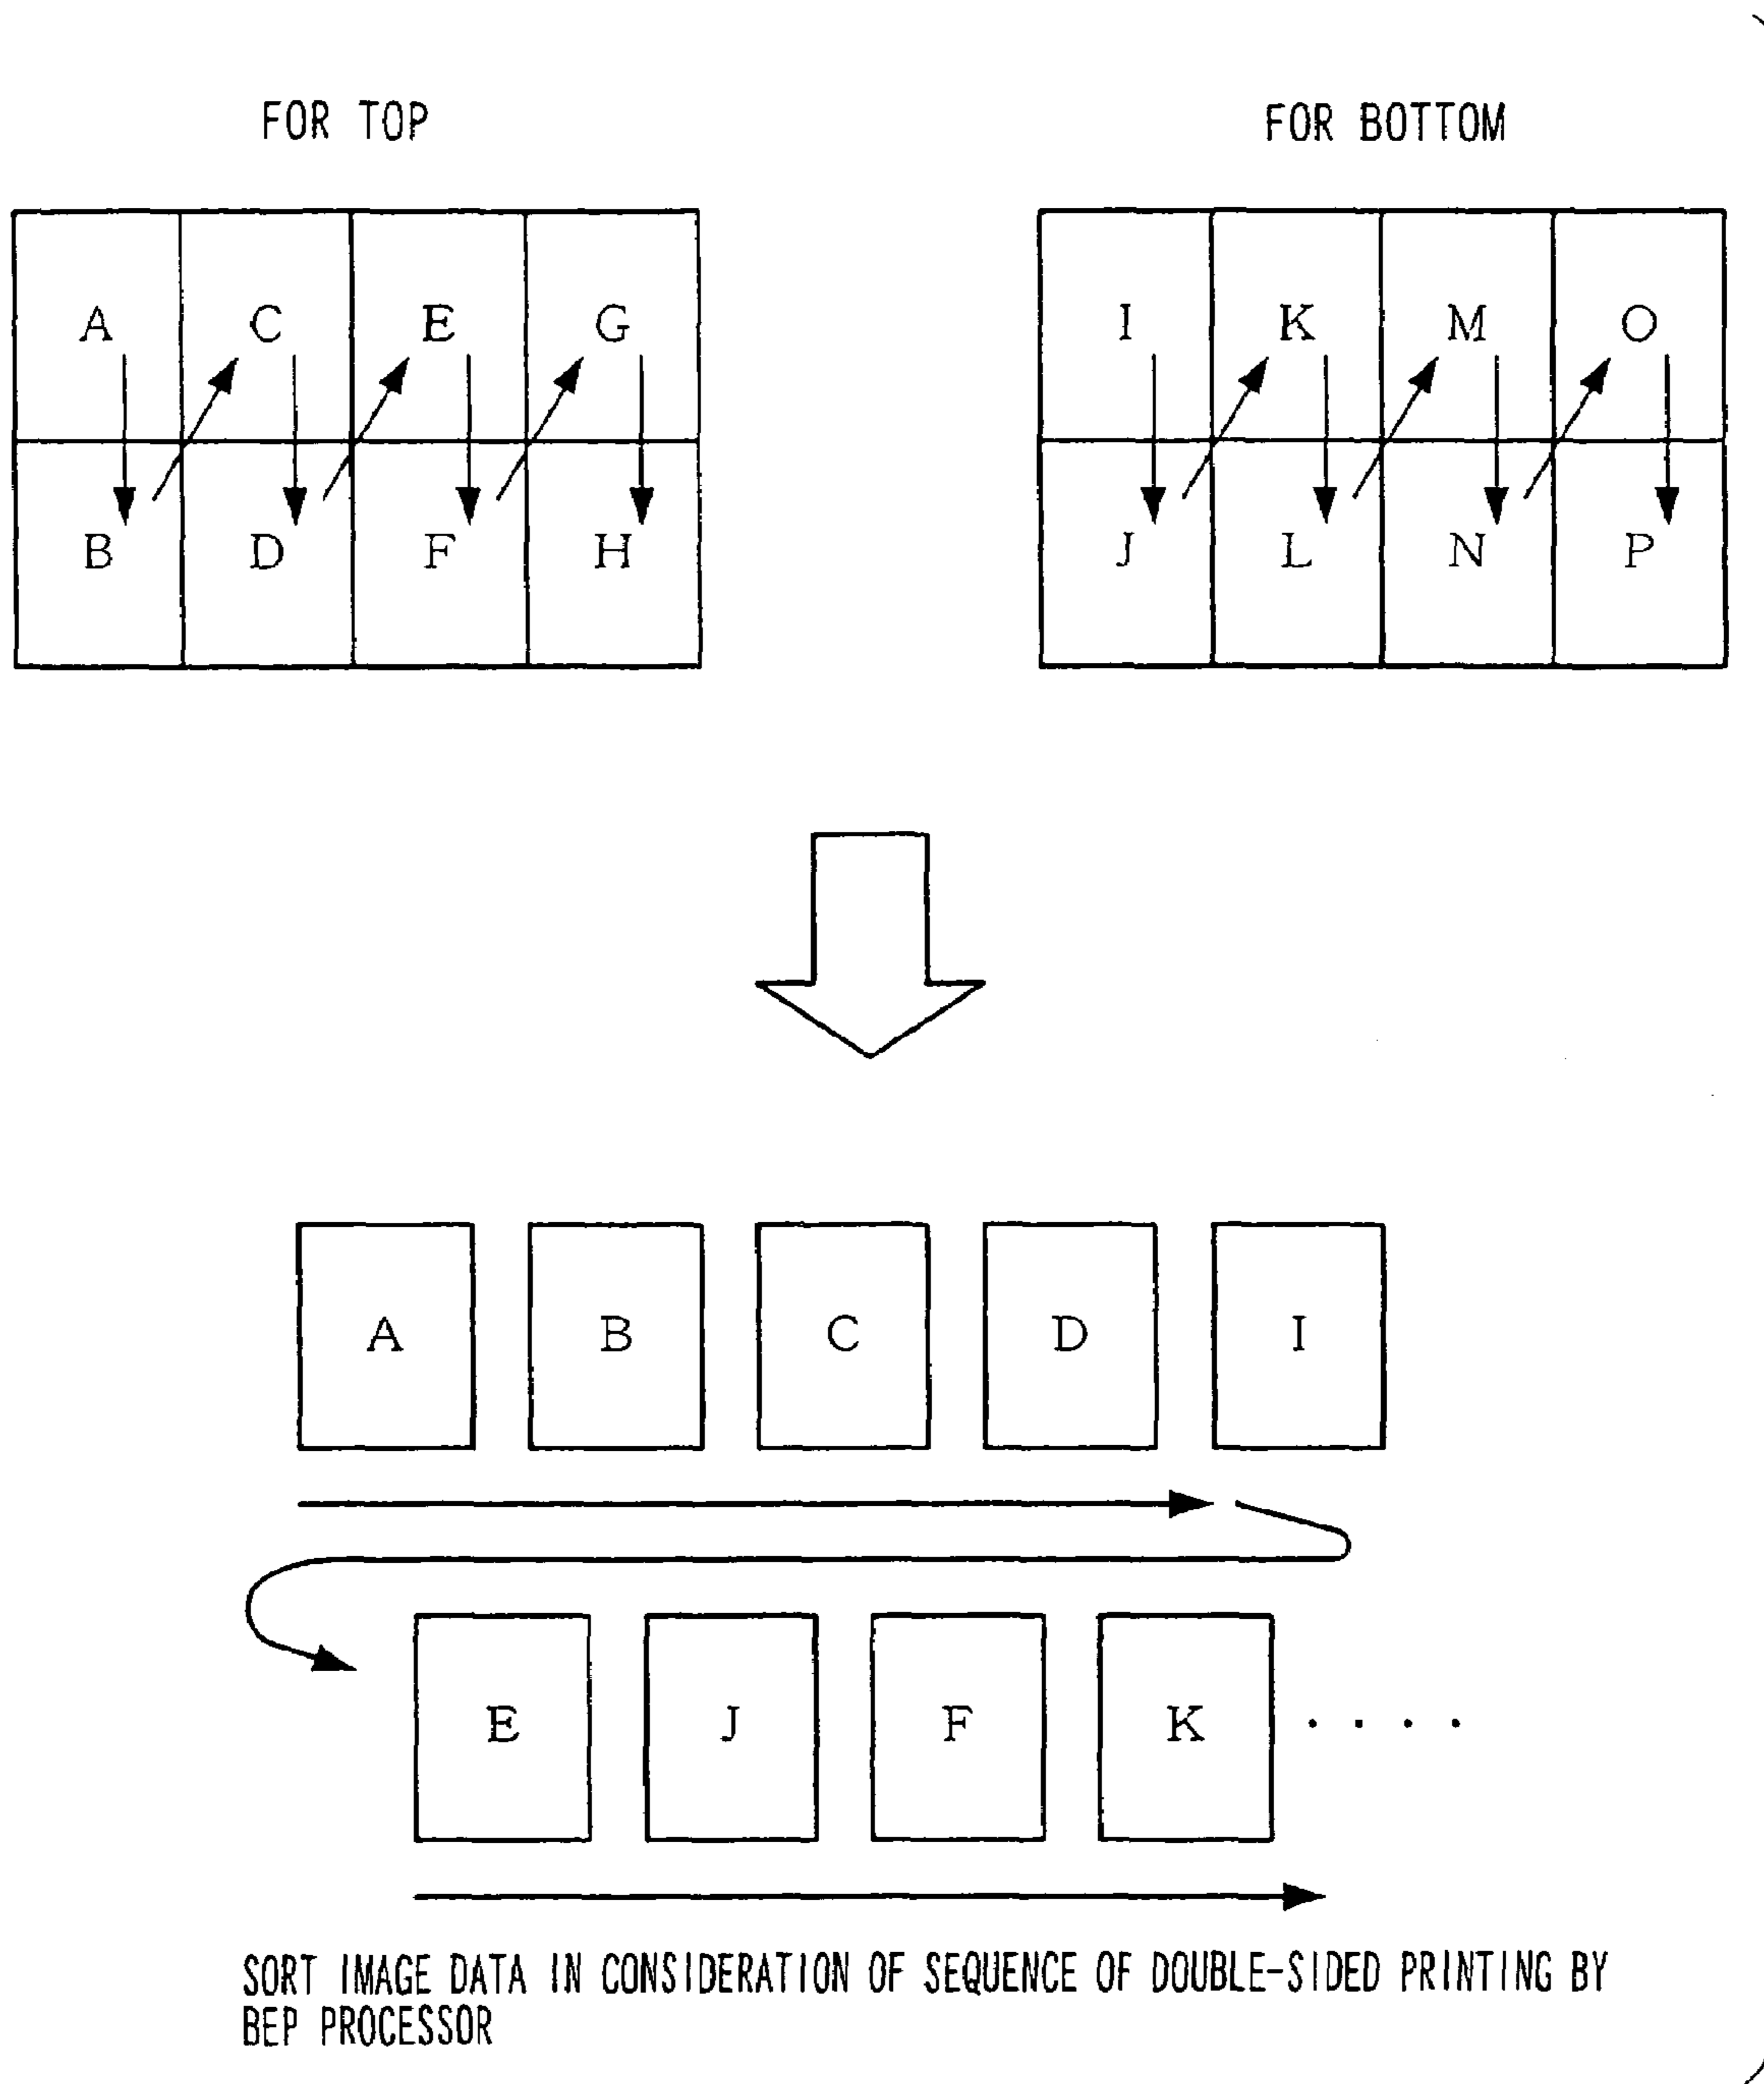 FOR TOP
FOR BOTTOM
A C E G
B D F H
I K M O
J L N P
A B C D I
E J F K ....
SORT IMAGE DATA IN CONSIDERATION OF SEQUENCE OF DOUBLE-SIDED PRINTING BY
BEP PROCESSOR